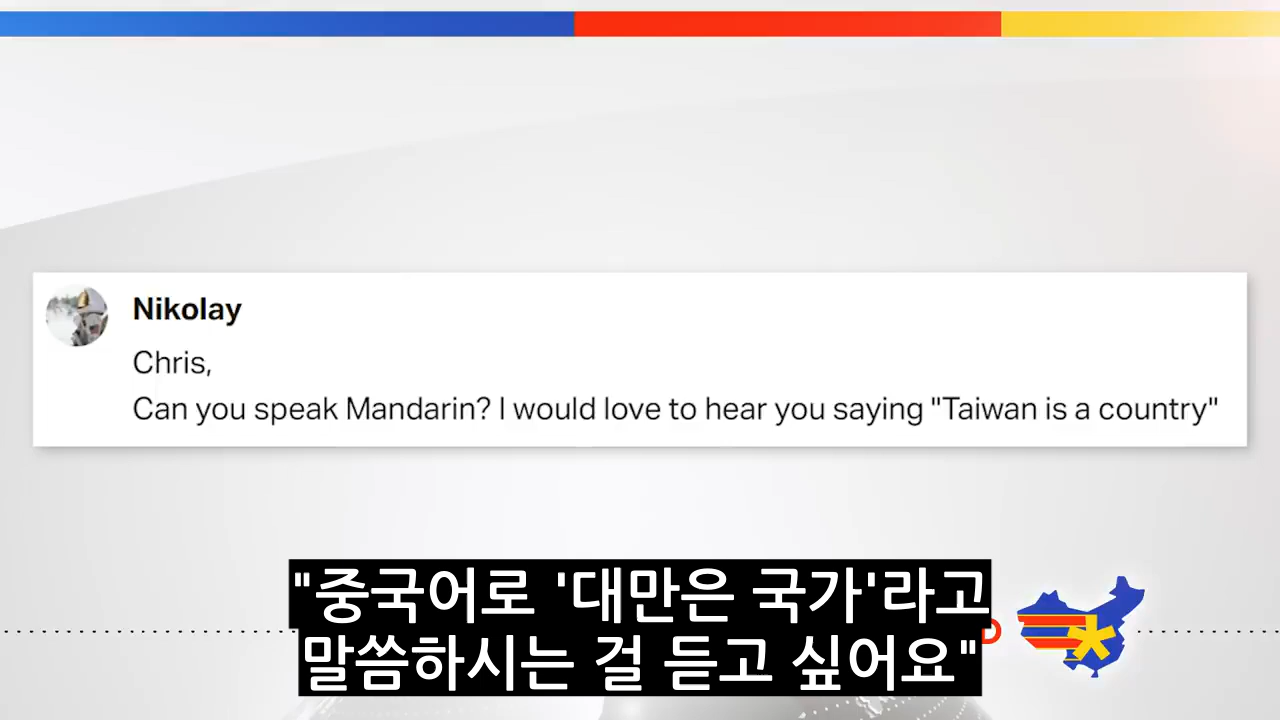 Nikolay
Chris,
Can you speak Mandarin? I would love to hear you saying "Taiwan is a country"
"중국어로 '대만은 국가'라고
말씀하시는 걸 듣고 싶어요"